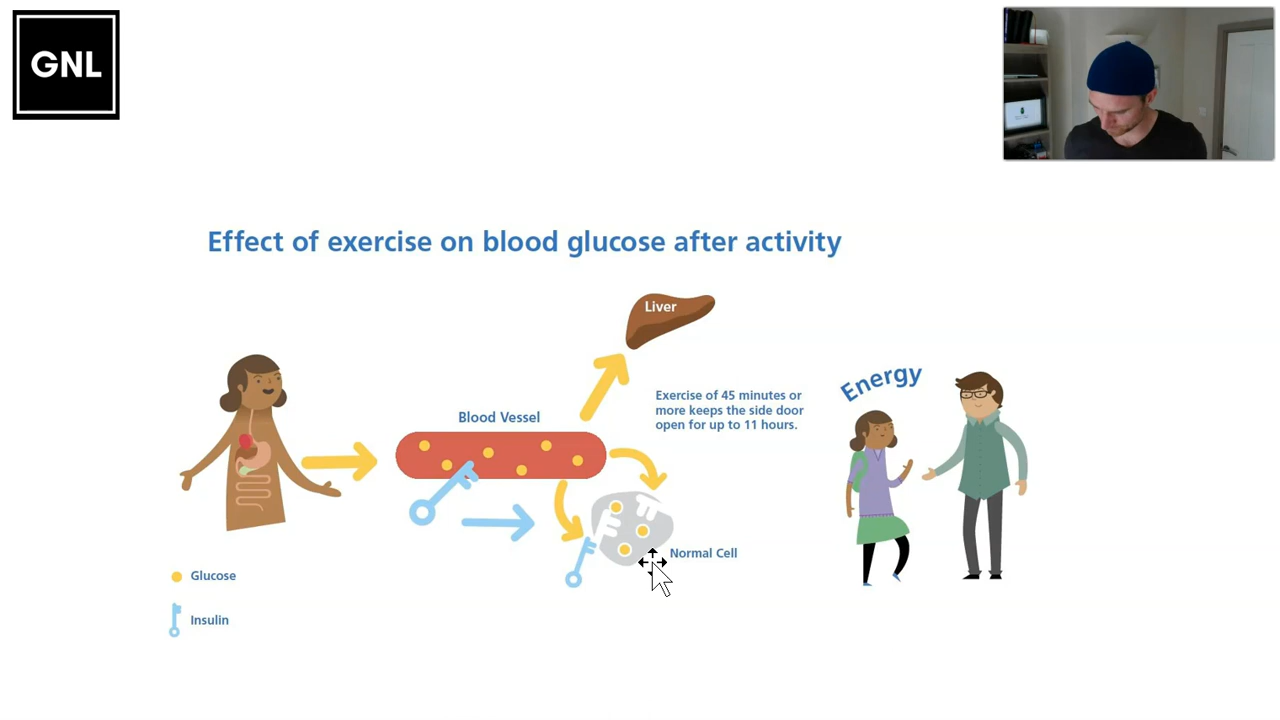 GNL
Effect of exercise on blood glucose after activity
Liver
Energy
Exercise of 45 minutes or
more keeps the side door
open for up to 11 hours.
Blood Vessel
Normal Cell
Glucose
Insulin